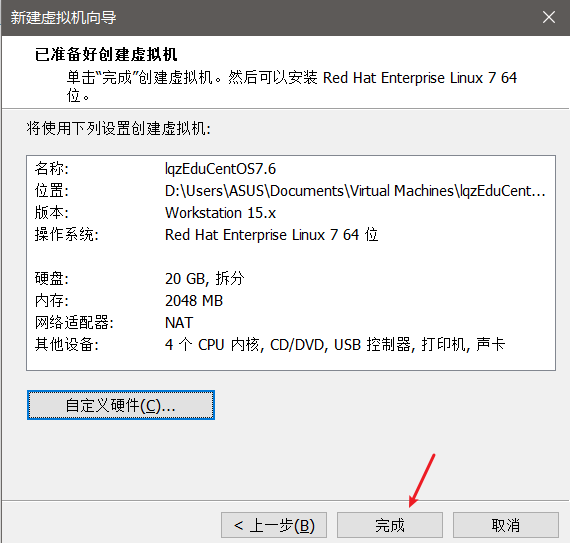 新建虚拟机向导
已准备好创建虚拟机
单击“完成”创建虚拟机。然后可以安装 Red Hat Enterprise Linux 7 64
位。
将使用下列设置创建虚拟机:
名称: lqzEduCentOS7.6
位置: D:\Users\ASUS\Documents\Virtual Machines\lqzEduCent...
版本: Workstation 15.x
操作系统: Red Hat Enterprise Linux 7 64 位
硬盘: 20 GB, 拆分
内存: 2048 MB
网络适配器: NAT
其他设备: 4 个 CPU 内核, CD/DVD, USB 控制器, 打印机, 声卡
自定义硬件(C)...
< 上一步(B) 完成 取消